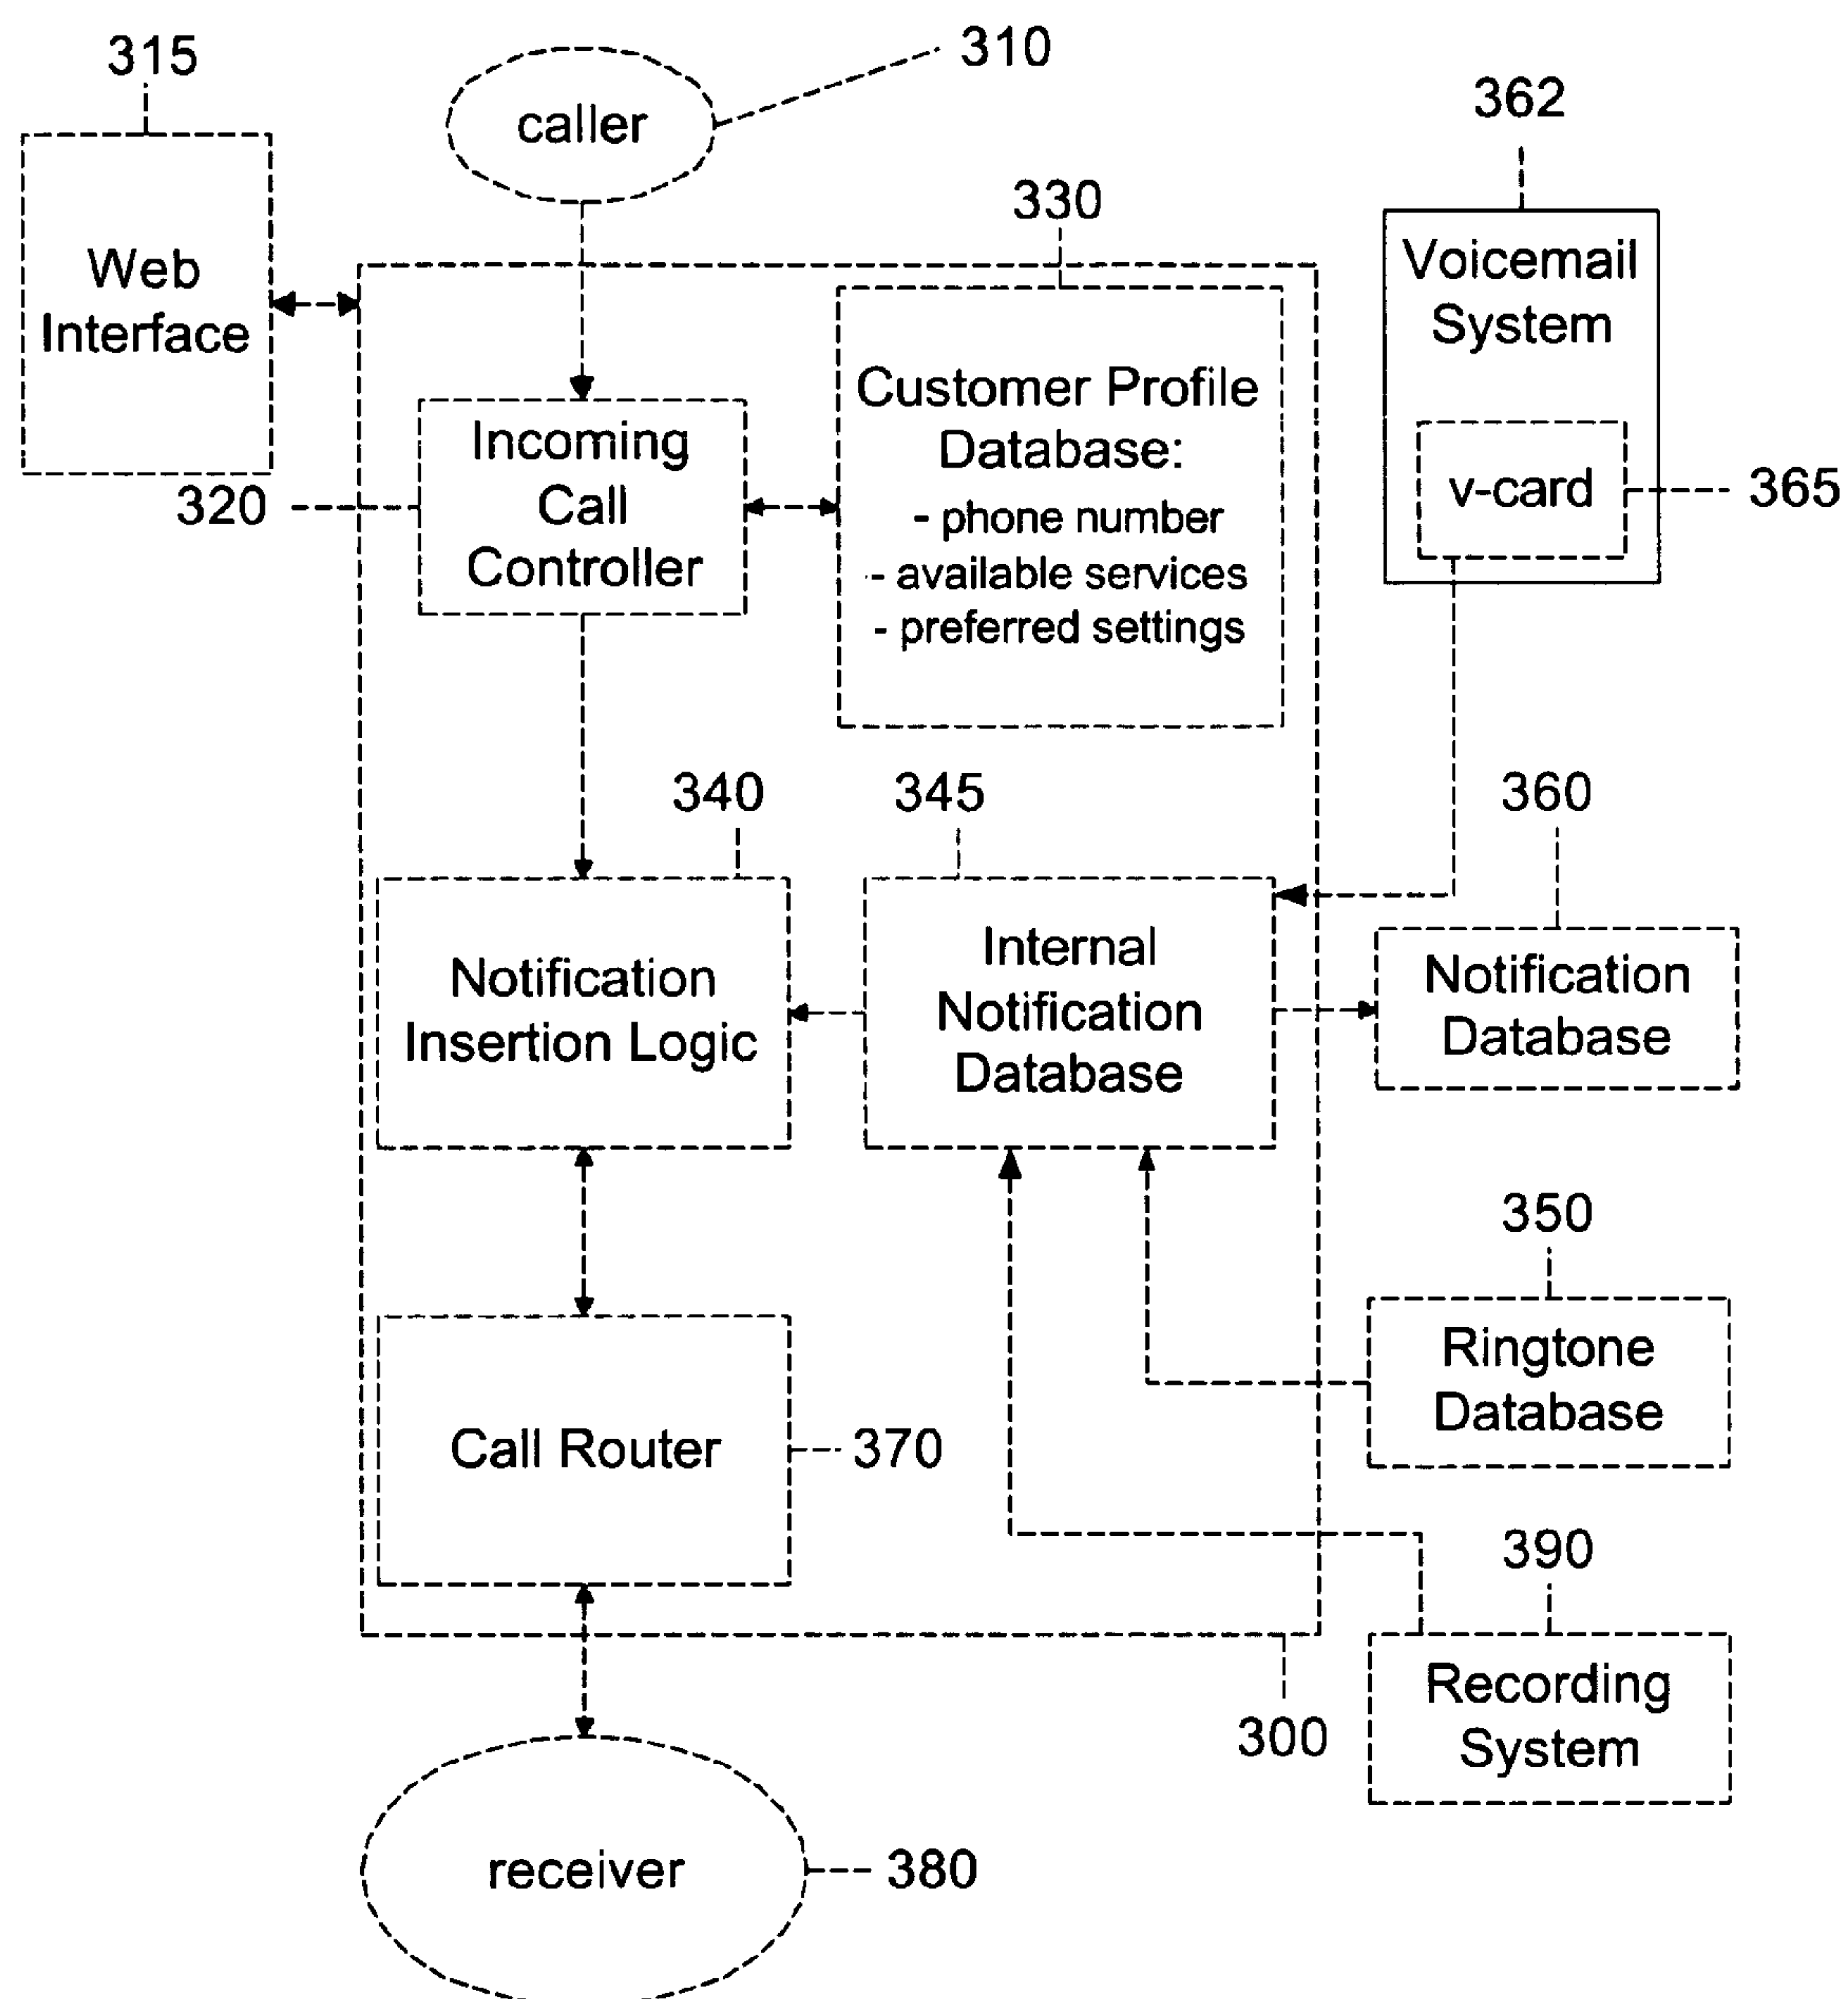 315
310
362
caller
330
Web
Interface
Voicemail
System
v-card
365
Customer Profile
Database:
- phone number
- available services
- preferred settings
Incoming
Call
Controller
320
340
345
360
Notification
Insertion Logic
Internal
Notification
Database
Notification
Database
350
Ringtone
Database
Call Router
370
390
Recording
System
300
receiver
380